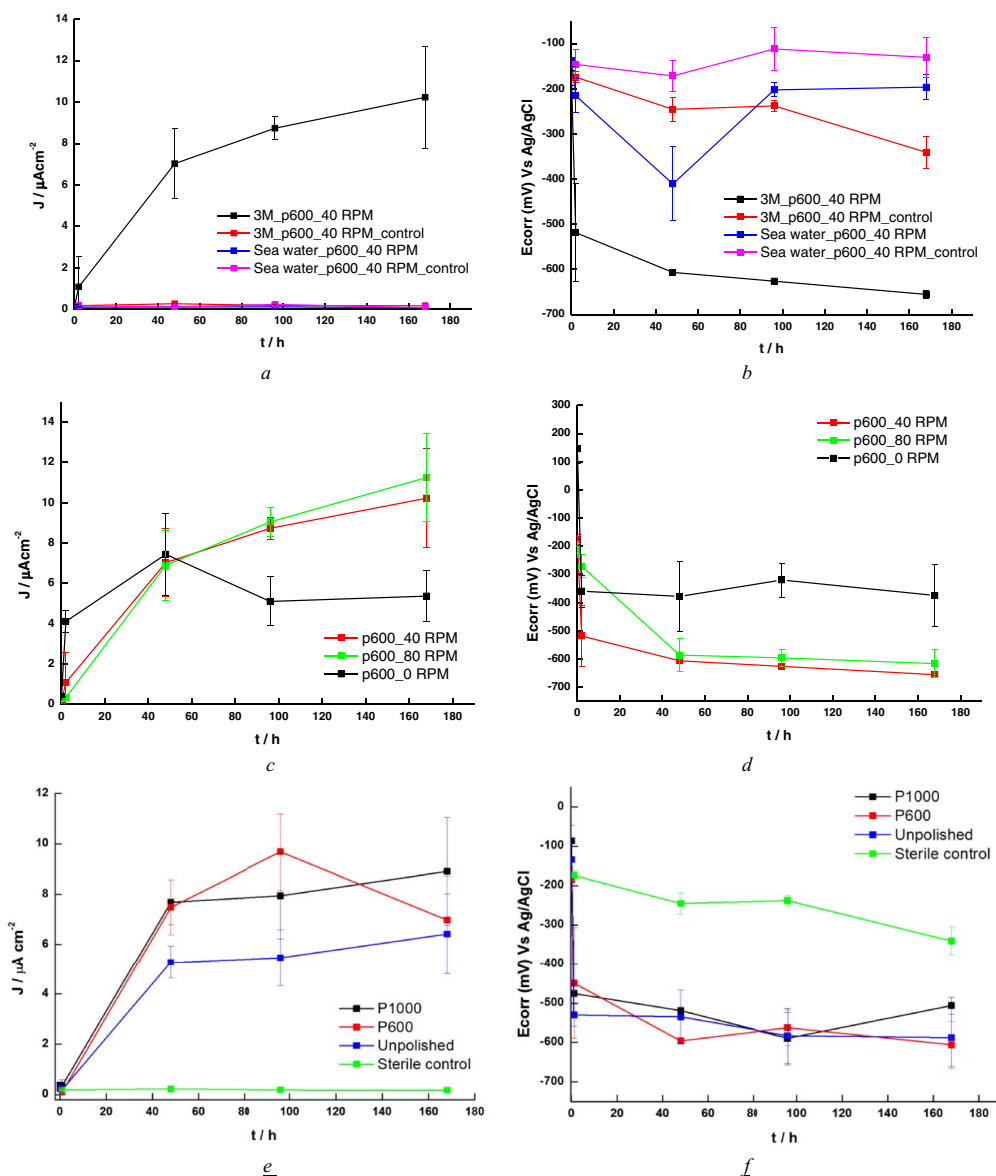 14
12
10
8
6
4
2
0
J / µAcm-2
0 20 40 60 80 100 120 140 160 180
t / h
3M_p600_40 RPM
3M_p600_40 RPM_control
Sea water_p600_40 RPM
Sea water_p600_40 RPM_control
a
-100
-200
-300
-400
-500
-600
-700
Ecorr (mV) Vs Ag/AgCl
0 20 40 60 80 100 120 140 160 180
t / h
3M_p600_40 RPM
3M_p600_40 RPM_control
Sea water_p600_40 RPM
Sea water_p600_40 RPM_control
b
14
12
10
8
6
4
2
0
J / µAcm-2
0 20 40 60 80 100 120 140 160 180
t / h
p600_40 RPM
p600_80 RPM
p600_0 RPM
c
300
200
100
0
-100
-200
-300
-400
-500
-600
-700
Ecorr (mV) Vs Ag/AgCl
0 20 40 60 80 100 120 140 160 180
t / h
p600_40 RPM
p600_80 RPM
p600_0 RPM
d
12
10
8
6
4
2
0
J / µA cm-2
0 20 40 60 80 100 120 140 160 180
t / h
P1000
P600
Unpolished
Sterile control
e
0
-100
-200
-300
-400
-500
-600
-700
Ecorr (mV) Vs Ag/AgCl
0 20 40 60 80 100 120 140 160 180
t / h
P1000
P600
Unpolished
Sterile control
f